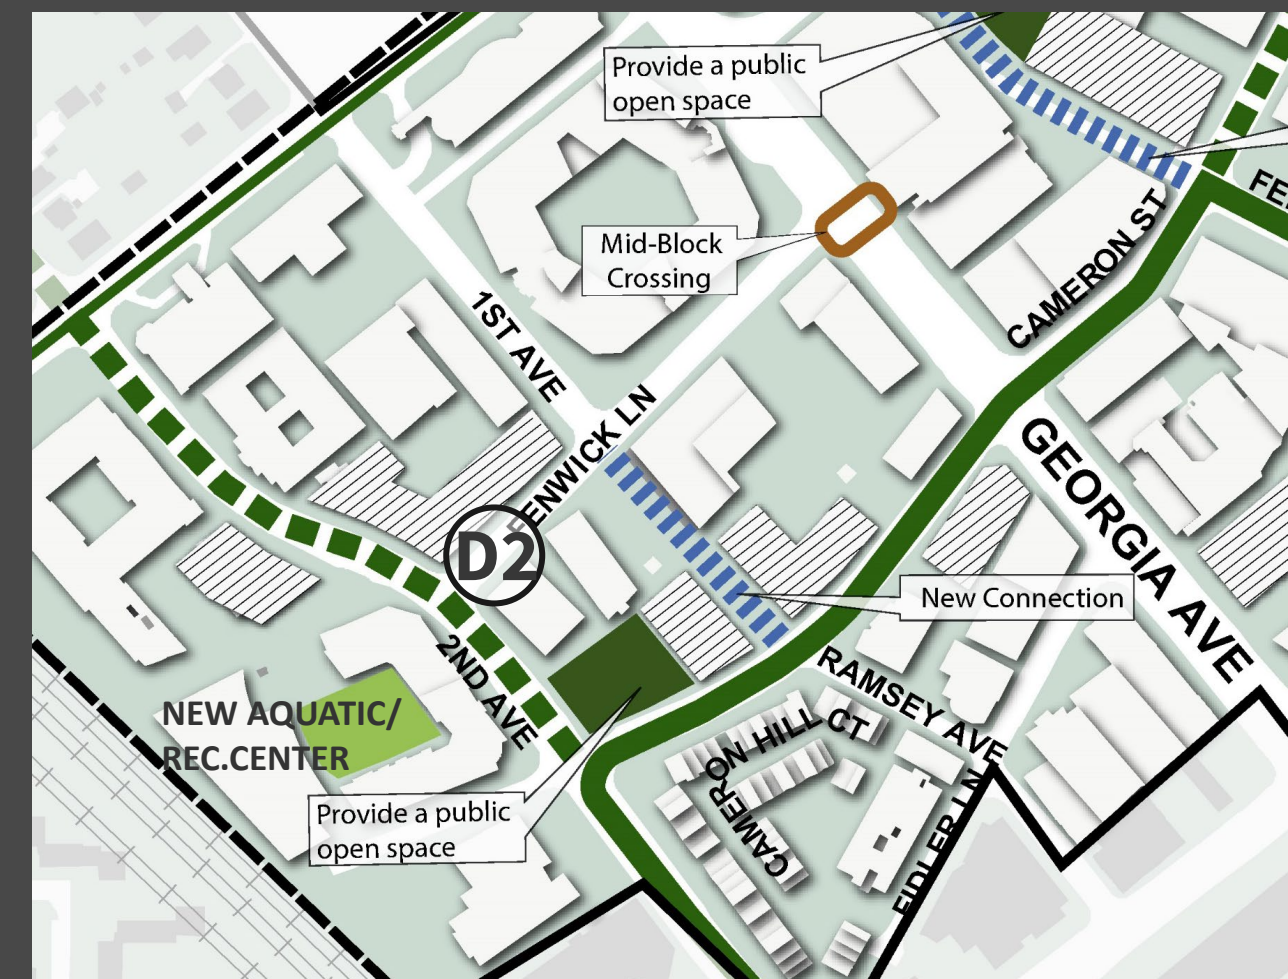 Provide a public
open space
FE
CAMERON ST
Mid-Block
Crossing
1ST AVE
FENWICK LN
GEORGIA AVE
D2
New Connection
2ND AVE
RAMSEY AVE
CAMERON HILL CT
NEW AQUATIC/
REC.CENTER
FIDLER LN
Provide a public
open space